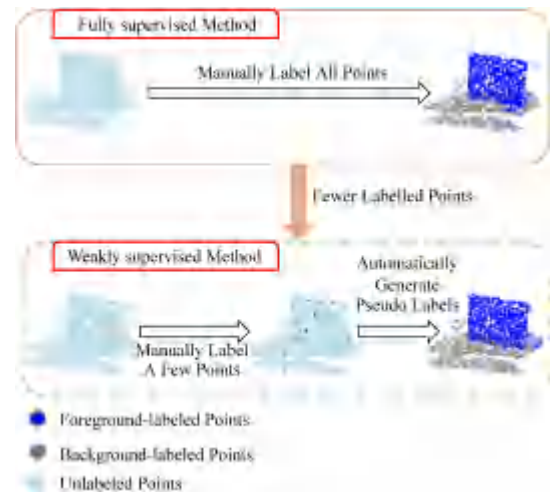 Fully supervised Method
Manually Label All Points
Fewer Labelled Points
Weakly supervised Method
Automatically
Generate
Pseudo Labels
Manually Label
A Few Points
Foreground-labeled Points
Background-labeled Points
Unlabeled Points